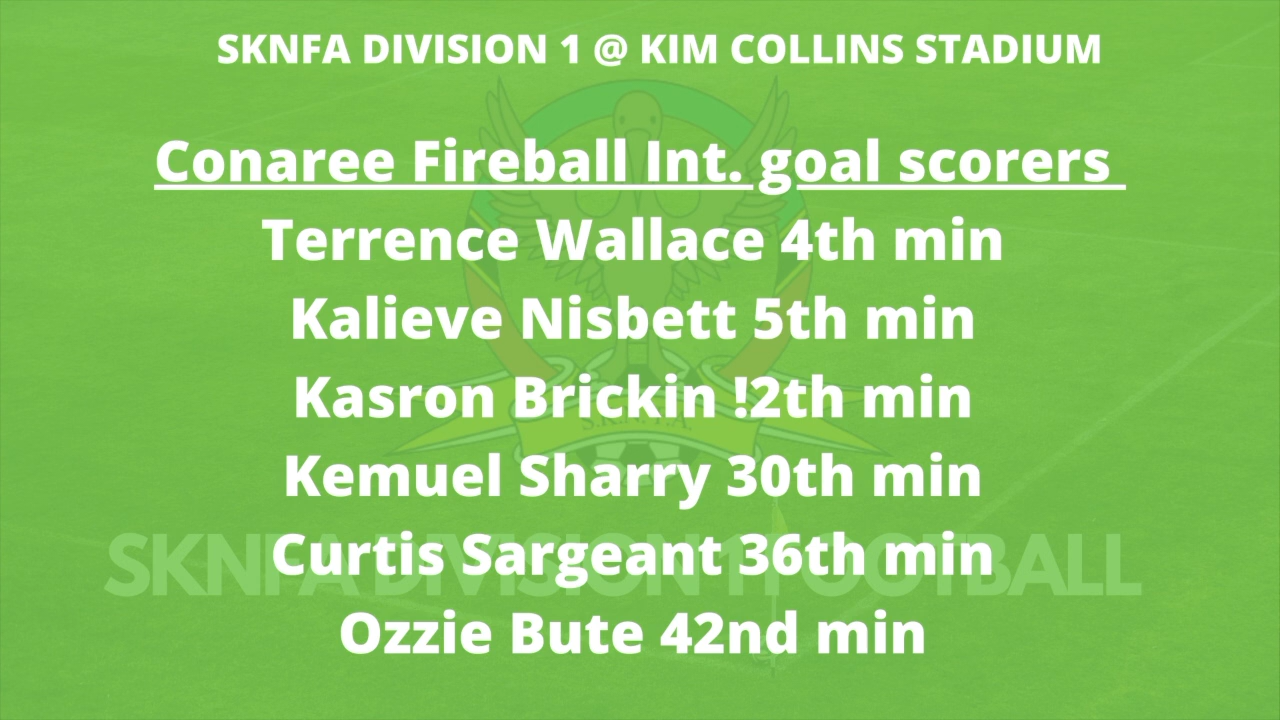 SKNFA DIVISION 1 @ KIM COLLINS STADIUM
Conaree Fireball Int. goal scorers
Terrence Wallace 4th min
Kalieve Nisbett 5th min
Kasron Brickin !2th min
S.K.N.F.A.
Kemuel Sharry 30th min
Curtis Sargeant 36th min
SKNFA DIVISION 1 FOOTBALL
Ozzie Bute 42nd min